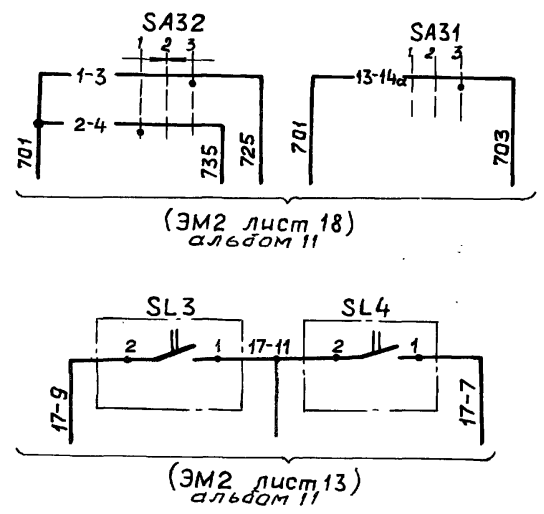 SA32
1 2 3
1-3
2-4
701
735
725
SA31
1 2 3
13-14а
701
703
(ЭМ2 лист 18)
альбом 11
SL3
2 1
17-11
SL4
2 1
17-9
17-7
(ЭМ2 лист 13)
альбом 11